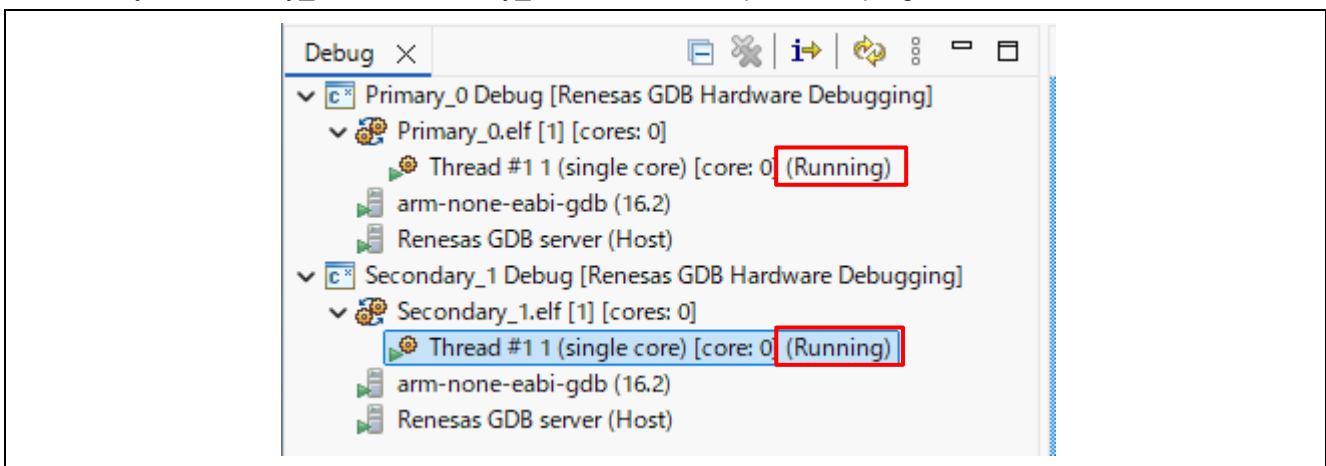 Debug
Primary_0 Debug [Renesas GDB Hardware Debugging]
Primary_0.elf [1] [cores: 0]
Thread #1 1 (single core) [core: 0] (Running)
arm-none-eabi-gdb (16.2)
Renesas GDB server (Host)
Secondary_1 Debug [Renesas GDB Hardware Debugging]
Secondary_1.elf [1] [cores: 0]
Thread #1 1 (single core) [core: 0] (Running)
arm-none-eabi-gdb (16.2)
Renesas GDB server (Host)